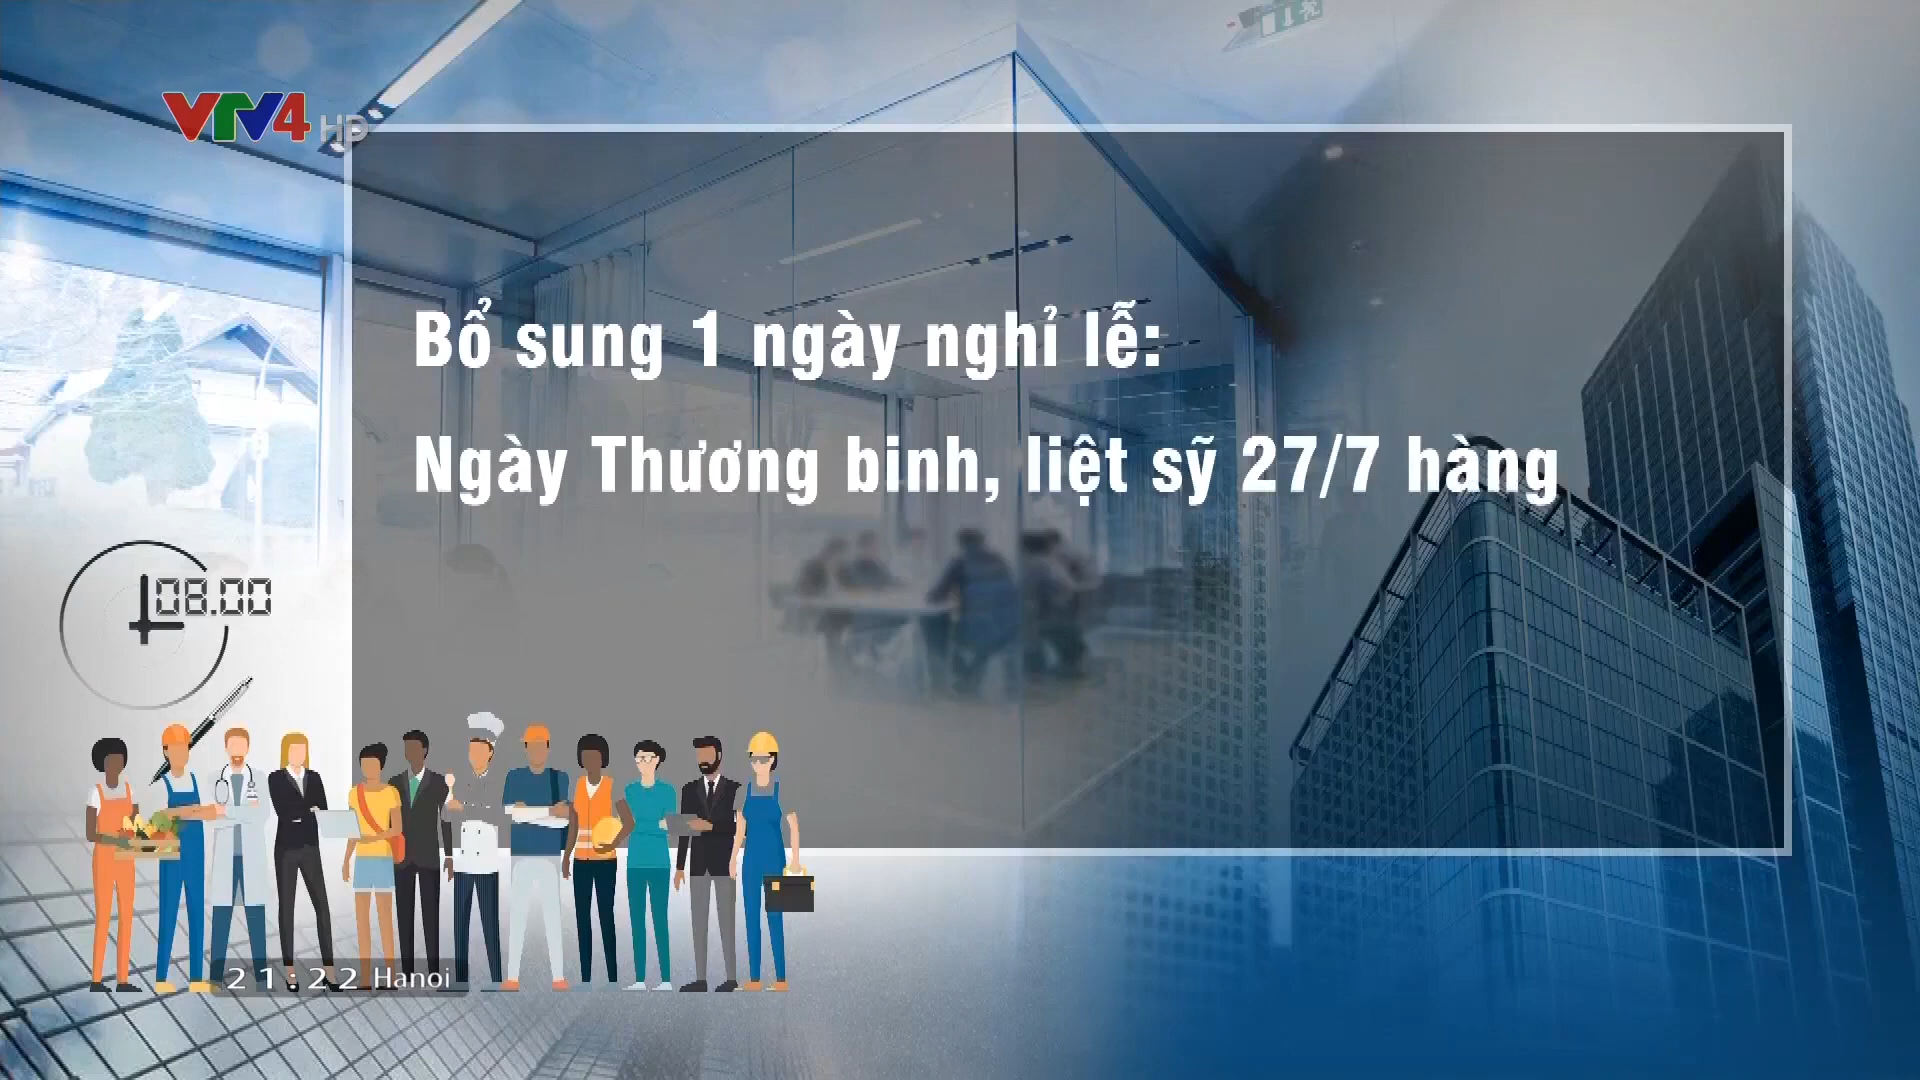 VTV4 HD
Bổ sung 1 ngày nghỉ lễ:
Ngày Thương binh, liệt sỹ 27/7 hàng
08.00
21:22 Hanoi